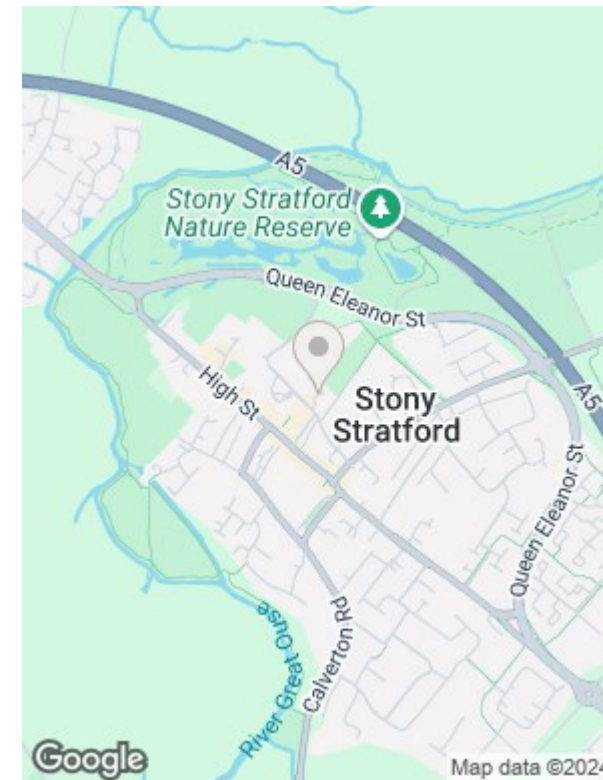 A5
Stony Stratford
Nature Reserve
Queen Eleanor St
High St
Stony
Stratford
A5
Queen Eleanor St
Calverton Rd
River Great Ouse
Google
Map data ©2024